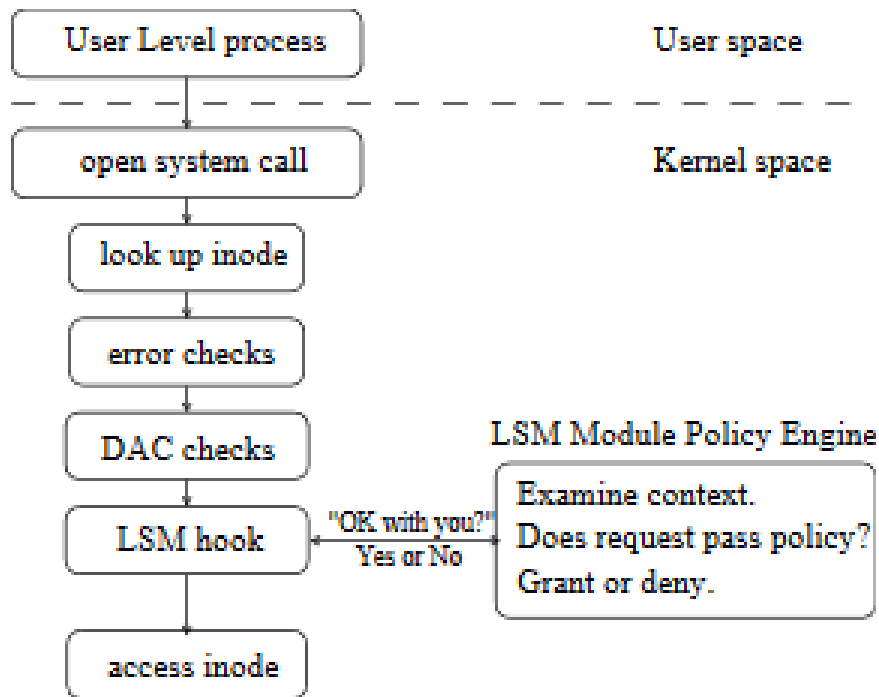 User Level process
User space
open system call
Kernel space
look up inode
error checks
DAC checks
LSM Module Policy Engine
LSM hook
"OK with you?"
Yes or No
Examine context.
Does request pass policy?
Grant or deny.
access inode